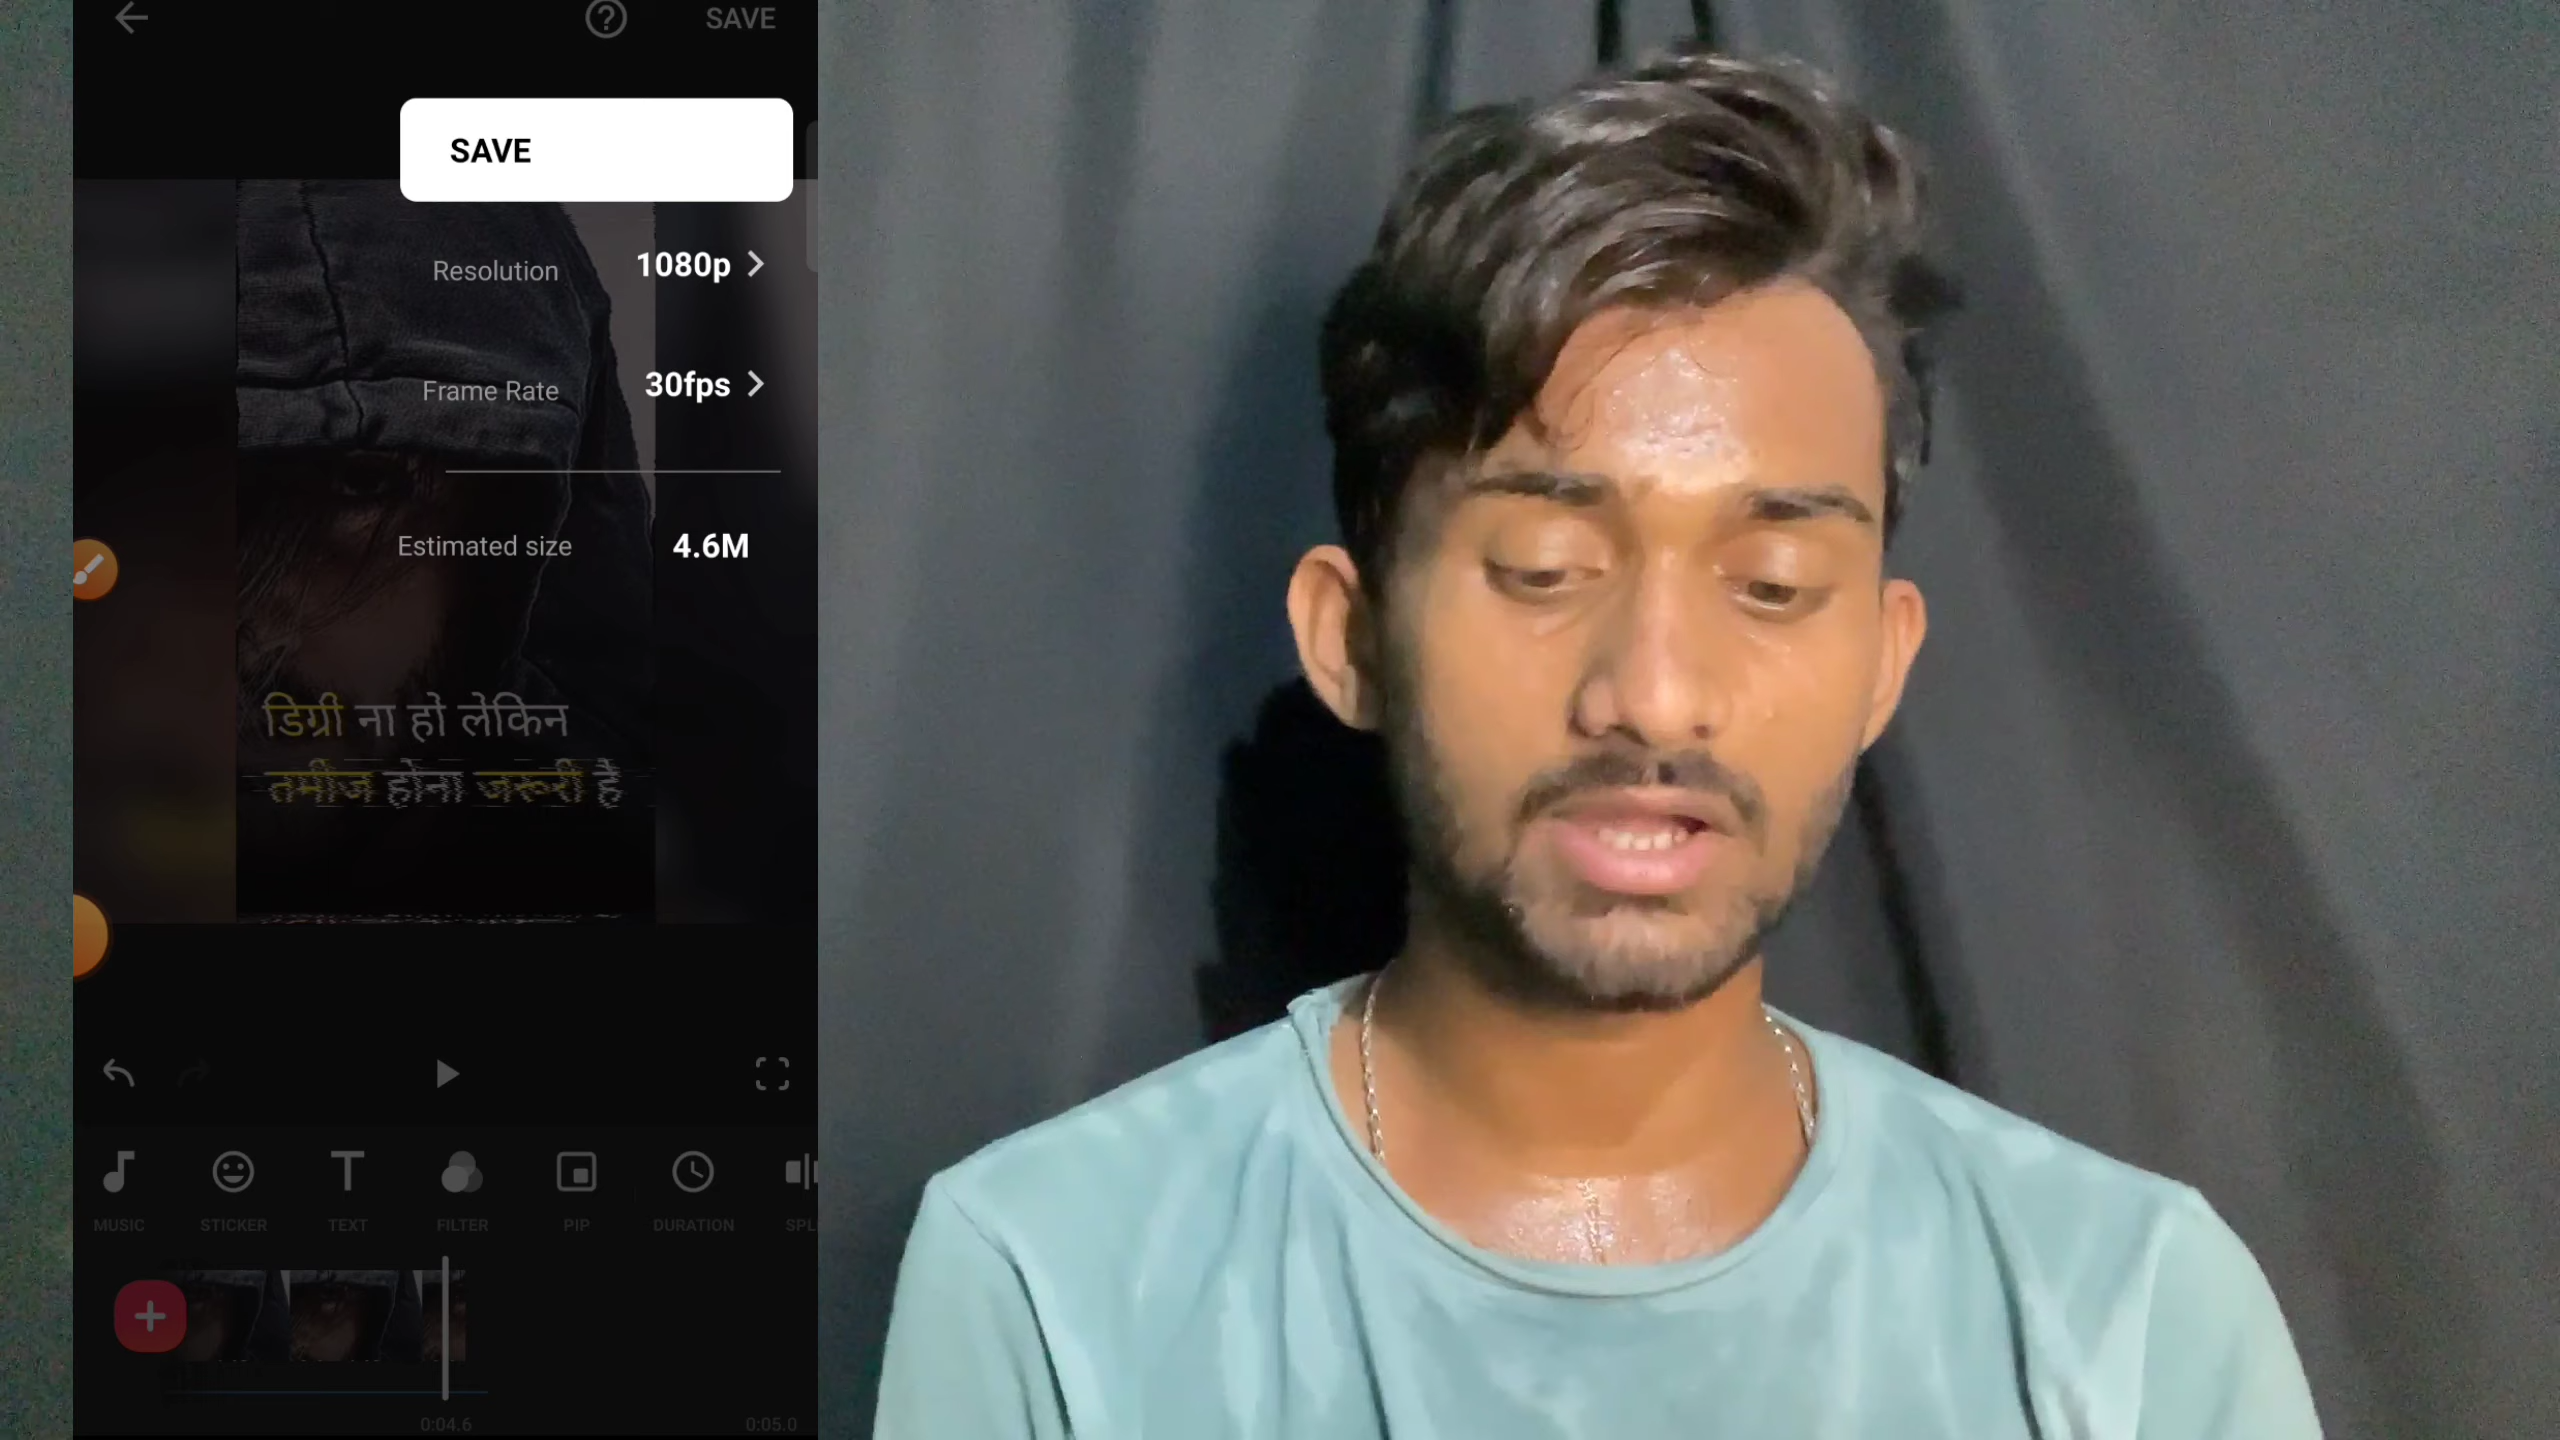 SAVE
SAVE
Resolution 1080p
Frame Rate 30fps
Estimated size 4.6M
डिग्री ना हो लेकिन
तमीज होना जरूरी है
MUSIC STICKER TEXT FILTER PIP DURATION SPL
0:04.6 0:05.0